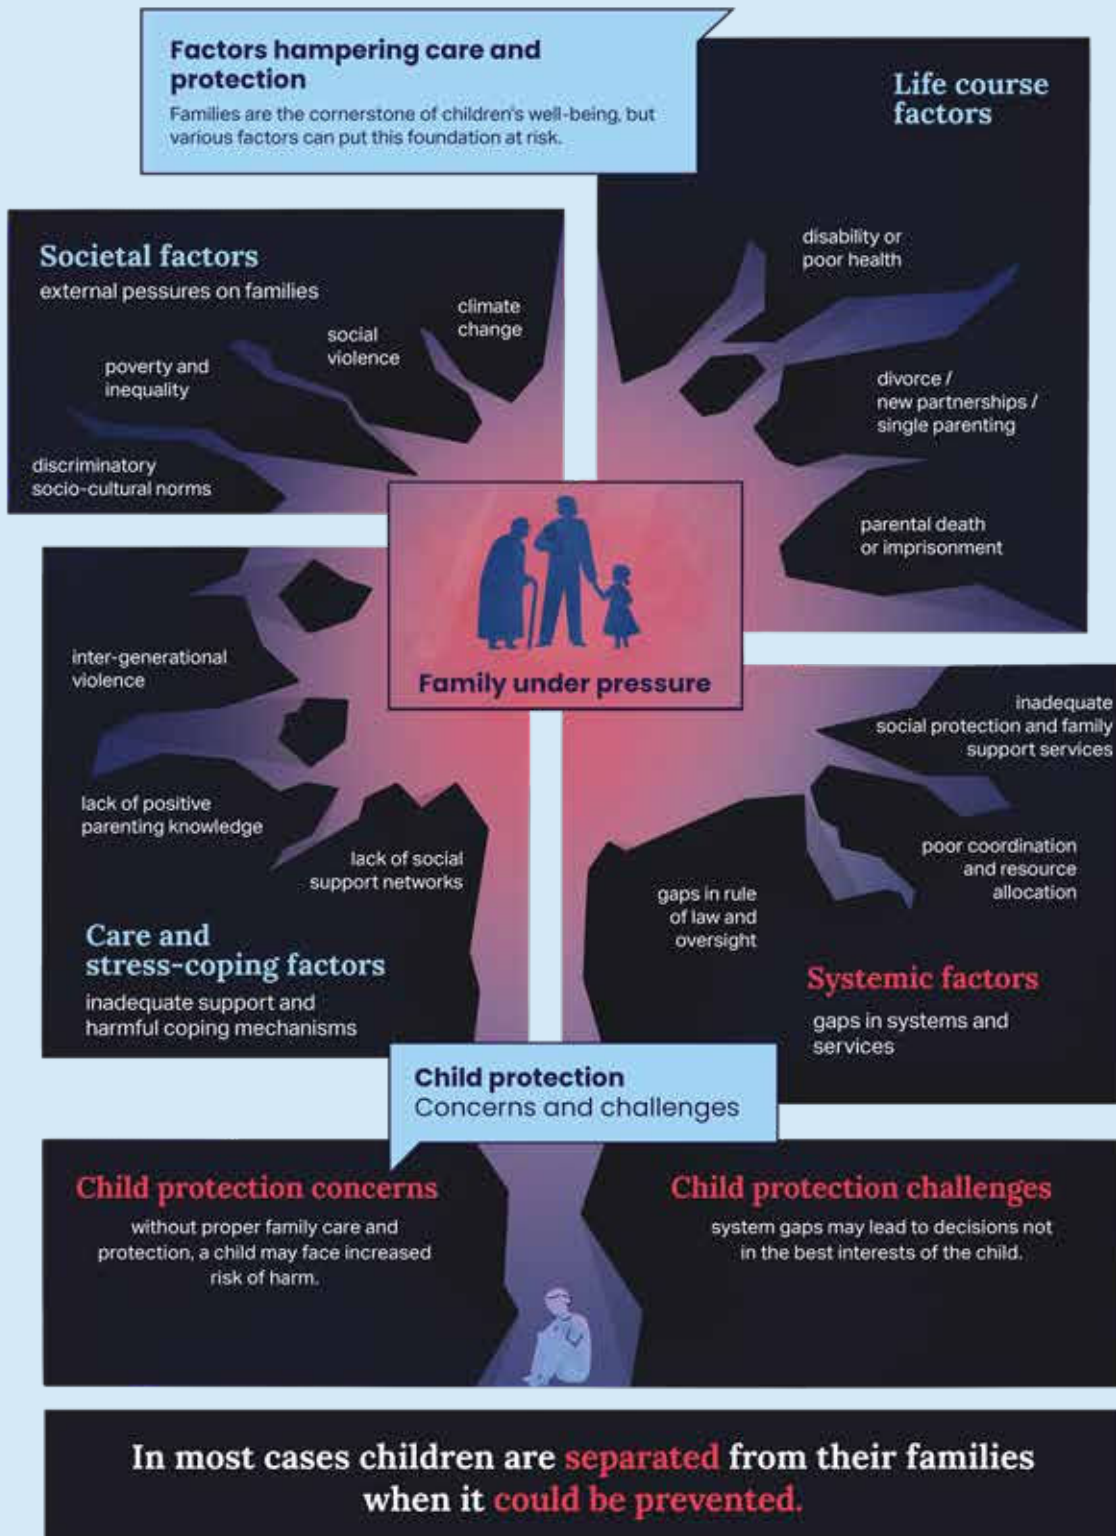 Factors hampering care and
protection
Families are the cornerstone of children's well-being, but
various factors can put this foundation at risk.
Life course
factors
disability or
poor health
divorce /
new partnerships /
single parenting
parental death
or imprisonment
Societal factors
external pessures on families
climate
change
social
violence
poverty and
inequality
discriminatory
socio-cultural norms
Family under pressure
inter-generational
violence
lack of positive
parenting knowledge
lack of social
support networks
Care and
stress-coping factors
inadequate support and
harmful coping mechanisms
inadequate
social protection and family
support services
poor coordination
and resource
allocation
gaps in rule
of law and
oversight
Systemic factors
gaps in systems and
services
Child protection
Concerns and challenges
Child protection concerns
without proper family care and
protection, a child may face increased
risk of harm.
Child protection challenges
system gaps may lead to decisions not
in the best interests of the child.
In most cases children are separated from their families
when it could be prevented.